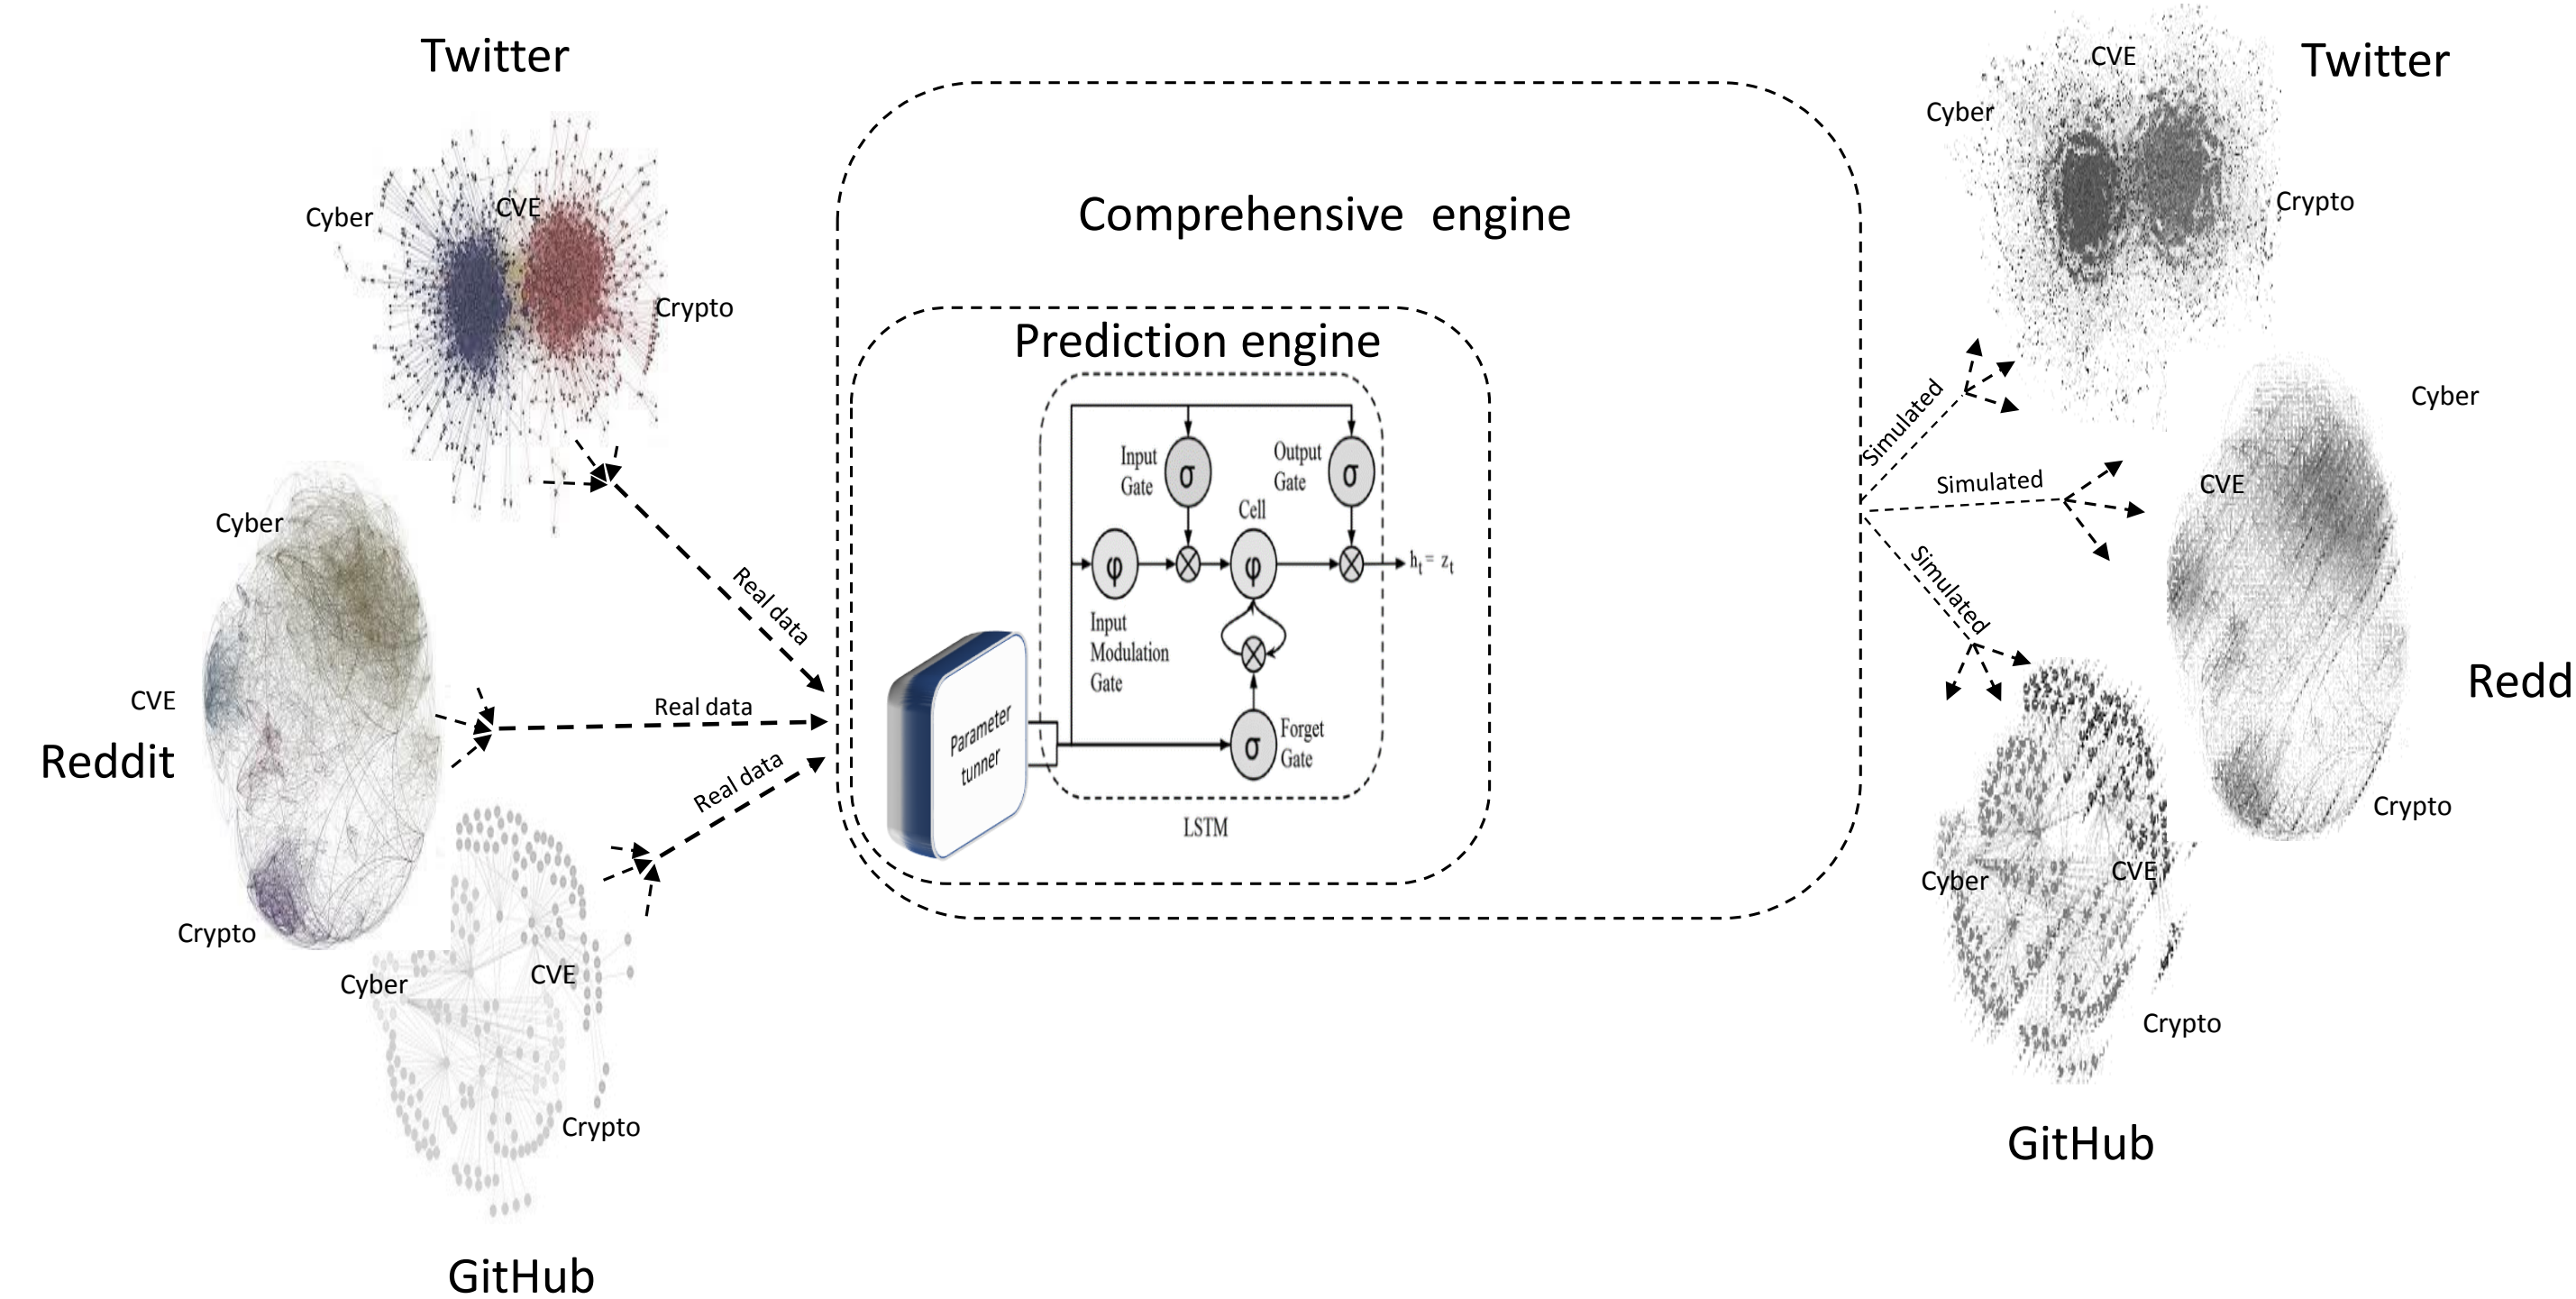 Twitter
Cyber
CVE
Crypto
Cyber
CVE
Reddit
Crypto
Cyber
CVE
Crypto
GitHub
Real data
Real data
Real data
Comprehensive engine
Prediction engine
Input
Gate
σ
Output
Gate
σ
Cell
φ
φ
hₜ = zₜ
Input
Modulation
Gate
Forget
Gate
σ
Parameter
tunner
LSTM
Simulated
Simulated
Simulated
Twitter
CVE
Cyber
Crypto
Cyber
CVE
Redd
Crypto
Cyber
CVE
Crypto
GitHub